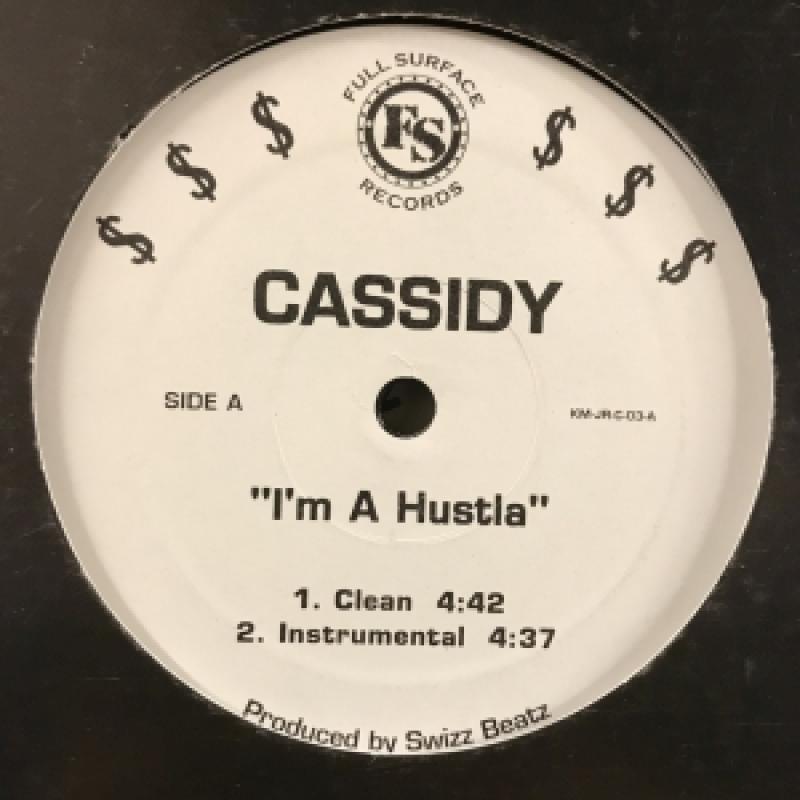 FULL SURFACE
FS
RECORDS
$ $ $ $ $ $
CASSIDY
SIDE A
KM-JR-C-03-A
"I'm A Hustla"
1. Clean 4:42
2. Instrumental 4:37
Produced by Swizz Beatz